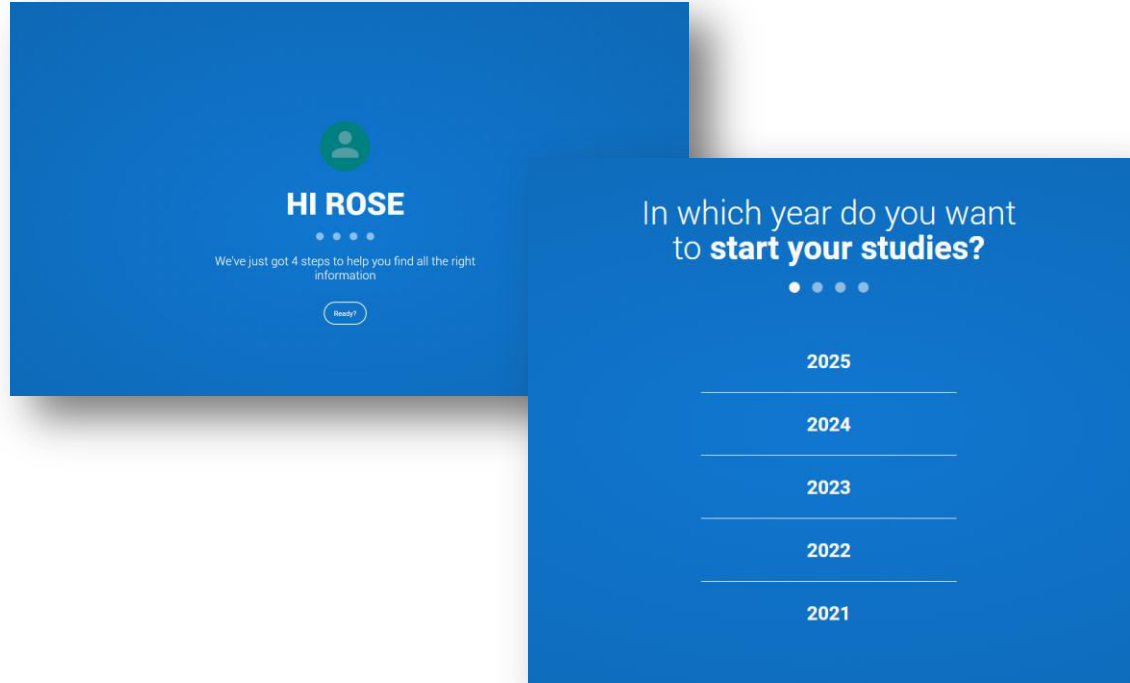 HI ROSE
We've just got 4 steps to help you find all the right
information
Ready?
In which year do you want
to start your studies?
2025
2024
2023
2022
2021